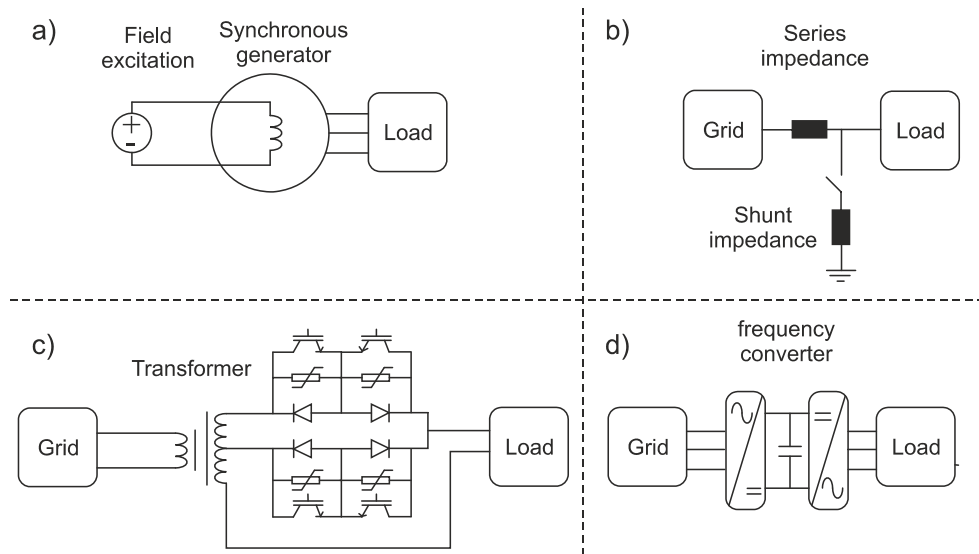 a)
Field
excitation
Synchronous
generator
+
-
Load
b)
Series
impedance
Grid
Load
Shunt
impedance
c)
Transformer
Grid
Load
d)
frequency
converter
Grid
Load